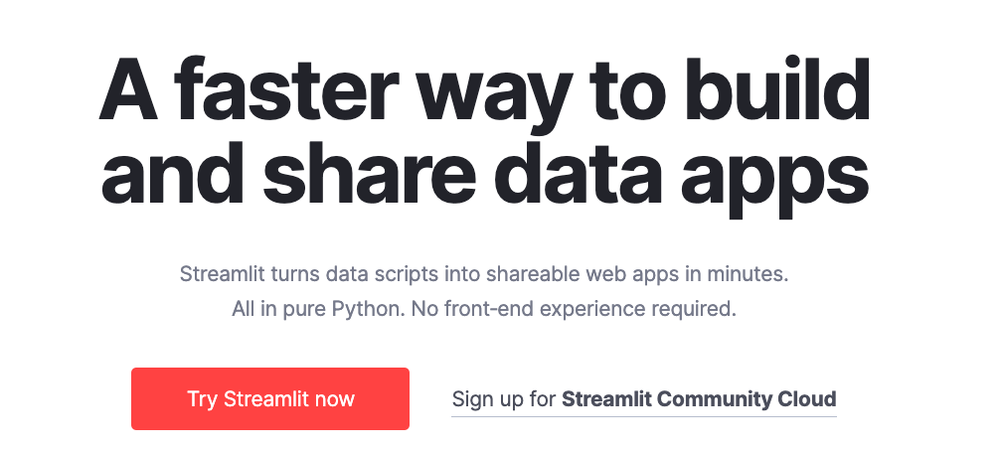 A faster way to build
and share data apps
Streamlit turns data scripts into shareable web apps in minutes.
All in pure Python. No front-end experience required.
Try Streamlit now
Sign up for Streamlit Community Cloud